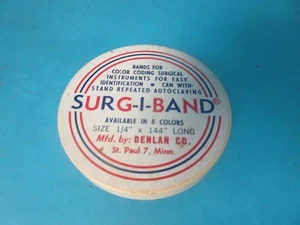 BANDS FOR
COLOR CODING SURGICAL
INSTRUMENTS FOR EASY
IDENTIFICATION • CAN WITH-
STAND REPEATED AUTOCLAVING
SURG-I-BAND®
AVAILABLE IN 8 COLORS
SIZE 1/4" x 144" LONG
Mfd. by: DENLAN CO.
St. Paul 7, Minn.